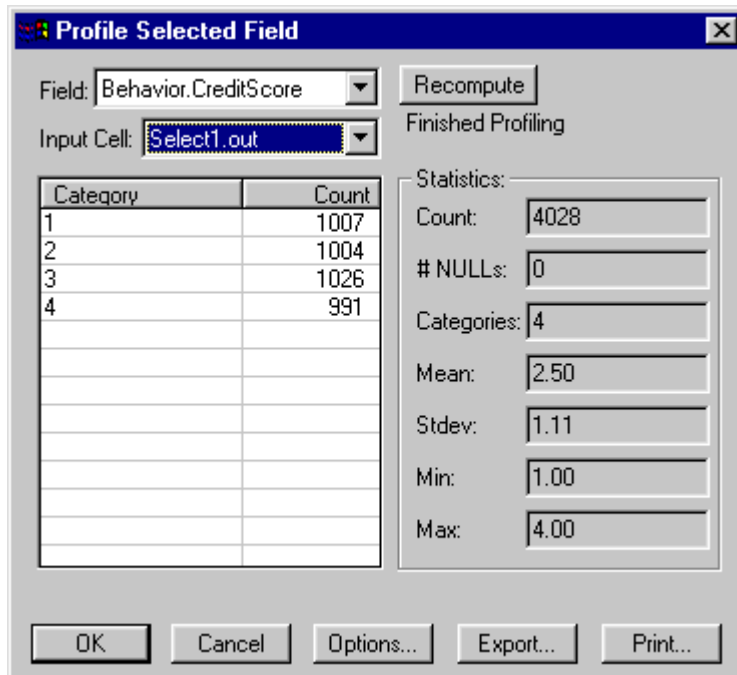 Profile Selected Field
Field: Behavior.CreditScore
Recompute
Input Cell: Select1.out
Finished Profiling
Category Count
1 1007
2 1004
3 1026
4 991
Statistics:
Count: 4028
# NULLs: 0
Categories: 4
Mean: 2.50
Stdev: 1.11
Min: 1.00
Max: 4.00
OK Cancel Options... Export... Print...